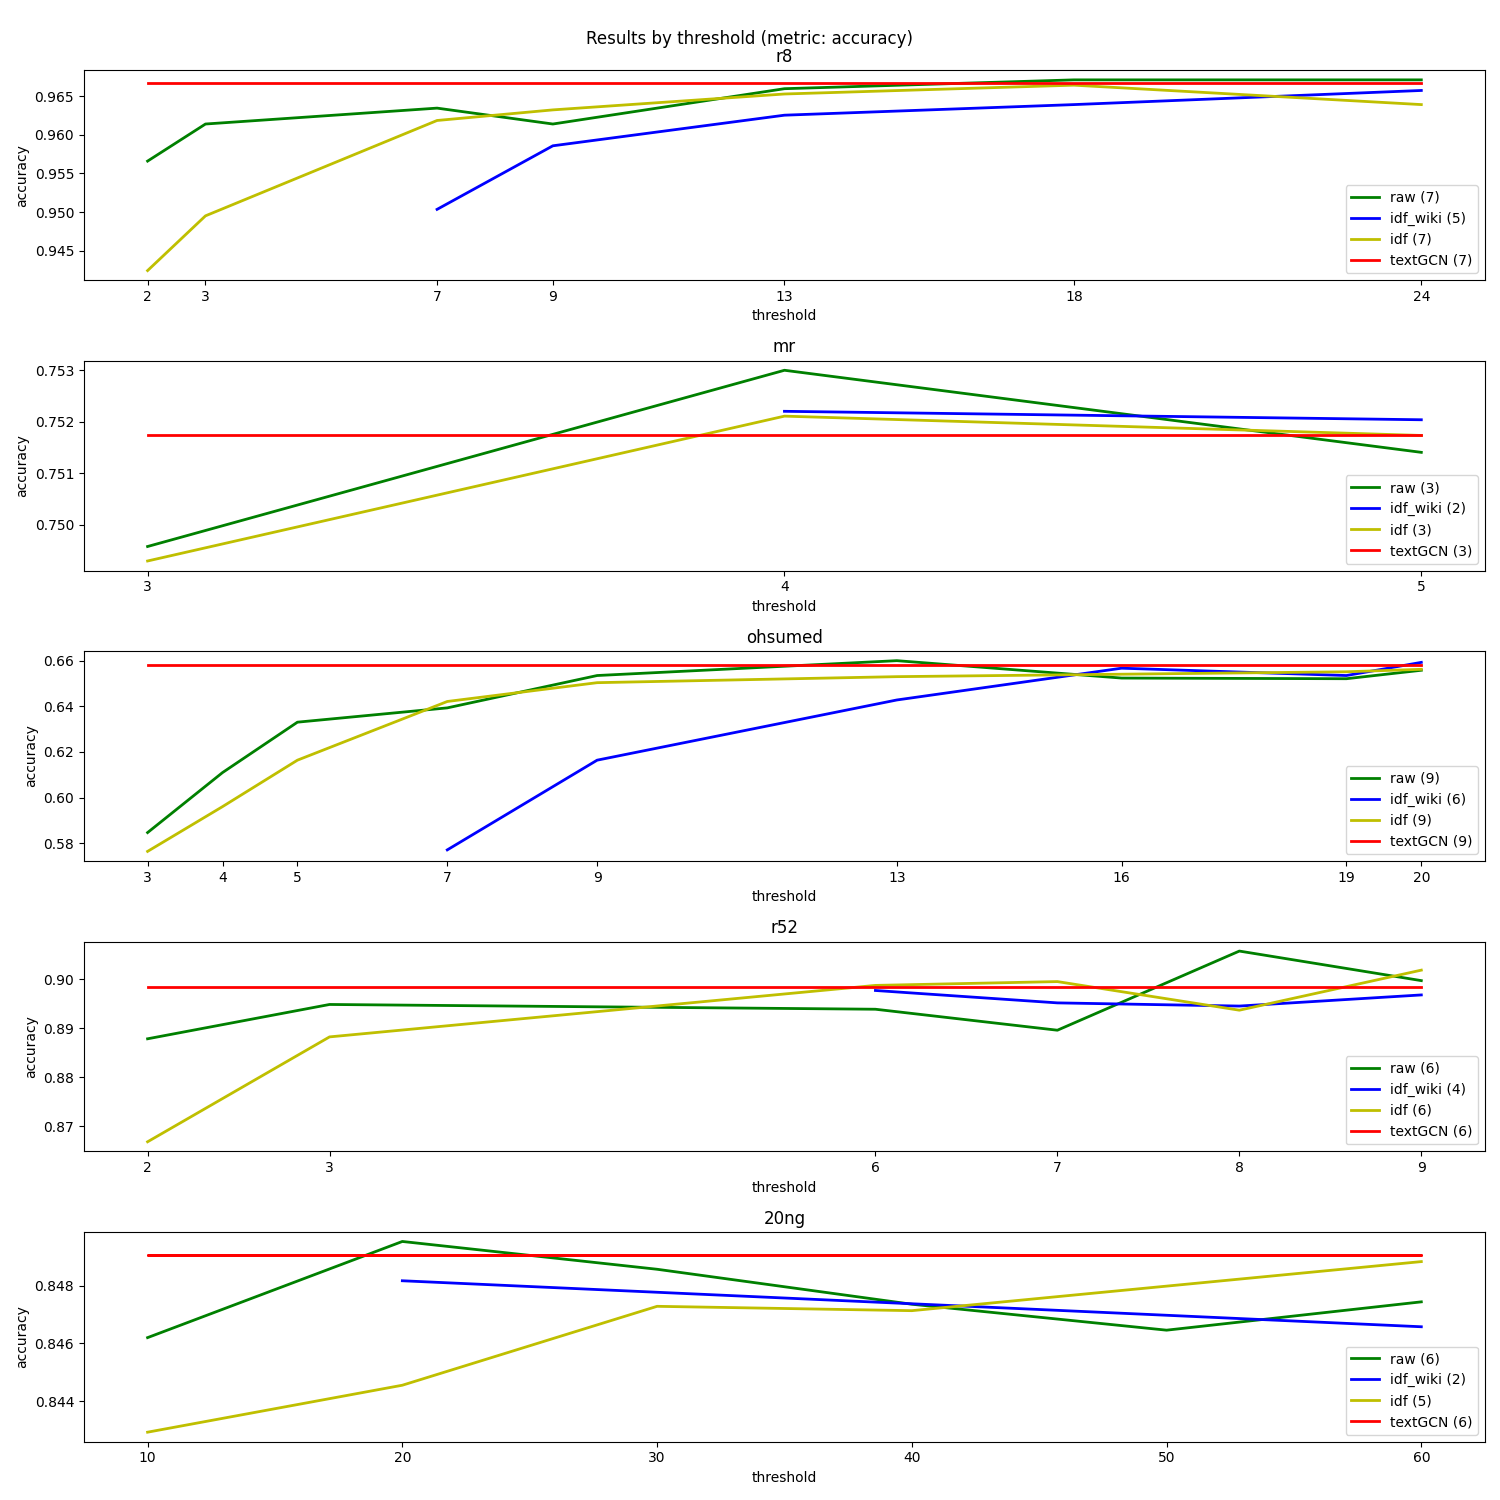 Results by threshold (metric: accuracy)
r8
accuracy
0.965
0.960
0.955
0.950
0.945
raw (7)
idf_wiki (5)
idf (7)
textGCN (7)
2 3 7 9 13 18 24
threshold
mr
accuracy
0.753
0.752
0.751
0.750
raw (3)
idf_wiki (2)
idf (3)
textGCN (3)
3 4 5
threshold
ohsumed
accuracy
0.66
0.64
0.62
0.60
0.58
raw (9)
idf_wiki (6)
idf (9)
textGCN (9)
3 4 5 7 9 13 16 19 20
threshold
r52
accuracy
0.90
0.89
0.88
0.87
raw (6)
idf_wiki (4)
idf (6)
textGCN (6)
2 3 6 7 8 9
threshold
20ng
accuracy
0.848
0.846
0.844
raw (6)
idf_wiki (2)
idf (5)
textGCN (6)
10 20 30 40 50 60
threshold